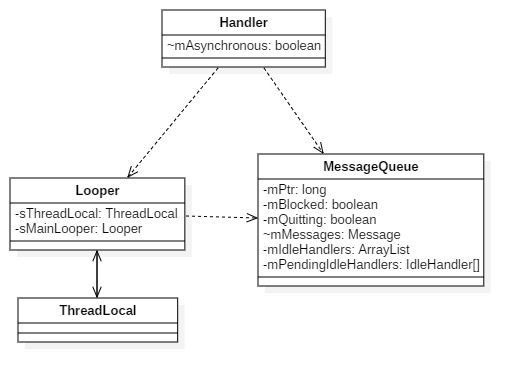 Handler
~mAsynchronous: boolean
Looper
-sThreadLocal: ThreadLocal
-sMainLooper: Looper
MessageQueue
-mPtr: long
-mBlocked: boolean
-mQuitting: boolean
~mMessages: Message
-mIdleHandlers: ArrayList
-mPendingIdleHandlers: IdleHandler[]
ThreadLocal